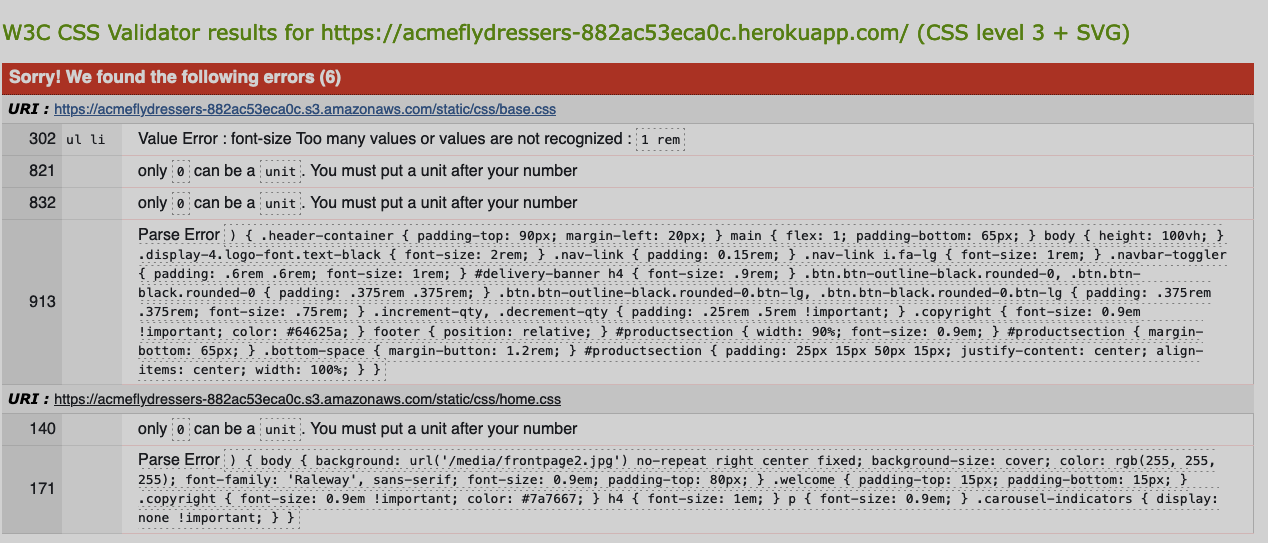 W3C CSS Validator results for https://acmeflydressers-882ac53eca0c.herokuapp.com/ (CSS level 3 + SVG)
Sorry! We found the following errors (6)
URI : https://acmeflydressers-882ac53eca0c.s3.amazonaws.com/static/css/base.css
302 ul li Value Error : font-size Too many values or values are not recognized : 1 rem
821 only 0 can be a unit. You must put a unit after your number
832 only 0 can be a unit. You must put a unit after your number
913 Parse Error ) { .header-container { padding-top: 90px; margin-left: 20px; } main { flex: 1; padding-bottom: 65px; } body { height: 100vh; }
.display-4.logo-font.text-black { font-size: 2rem; } .nav-link { padding: 0.15rem; } .nav-link i.fa-lg { font-size: 1rem; } .navbar-toggler
{ padding: .6rem .6rem; font-size: 1rem; } #delivery-banner h4 { font-size: .9rem; } .btn.btn-outline-black.rounded-0, .btn.btn-
black.rounded-0 { padding: .375rem .375rem; } .btn.btn-outline-black.rounded-0.btn-lg, .btn.btn-black.rounded-0.btn-lg { padding: .375rem
.375rem; font-size: .75rem; } .increment-qty, .decrement-qty { padding: .25rem .5rem !important; } .copyright { font-size: 0.9em
!important; color: #64625a; } footer { position: relative; } #productsection { width: 90%; font-size: 0.9em; } #productsection { margin-
bottom: 65px; } .bottom-space { margin-button: 1.2rem; } #productsection { padding: 25px 15px 50px 15px; justify-content: center; align-
items: center; width: 100%; } }
URI : https://acmeflydressers-882ac53eca0c.s3.amazonaws.com/static/css/home.css
140 only 0 can be a unit. You must put a unit after your number
171 Parse Error ) { body { background: url('/media/frontpage2.jpg') no-repeat right center fixed; background-size: cover; color: rgb(255, 255,
255); font-family: 'Raleway', sans-serif; font-size: 0.9em; padding-top: 80px; } .welcome { padding-top: 15px; padding-bottom: 15px; }
.copyright { font-size: 0.9em !important; color: #7a7667; } h4 { font-size: 1em; } p { font-size: 0.9em; } .carousel-indicators { display:
none !important; } }